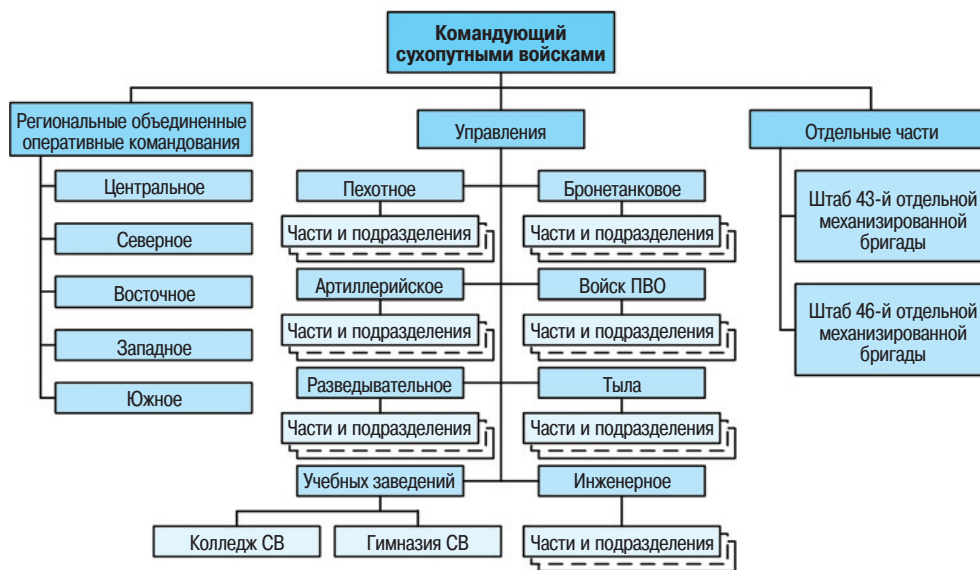 Командующий
сухопутными войсками
Региональные объединенные
оперативные командования
Управления
Отдельные части
Центральное
Северное
Восточное
Западное
Южное
Пехотное
Бронетанковое
Части и подразделения
Части и подразделения
Артиллерийское
Войск ПВО
Части и подразделения
Части и подразделения
Разведывательное
Тыла
Части и подразделения
Части и подразделения
Учебных заведений
Инженерное
Колледж СВ
Гимназия СВ
Части и подразделения
Штаб 43-й отдельной
механизированной
бригады
Штаб 46-й отдельной
механизированной
бригады